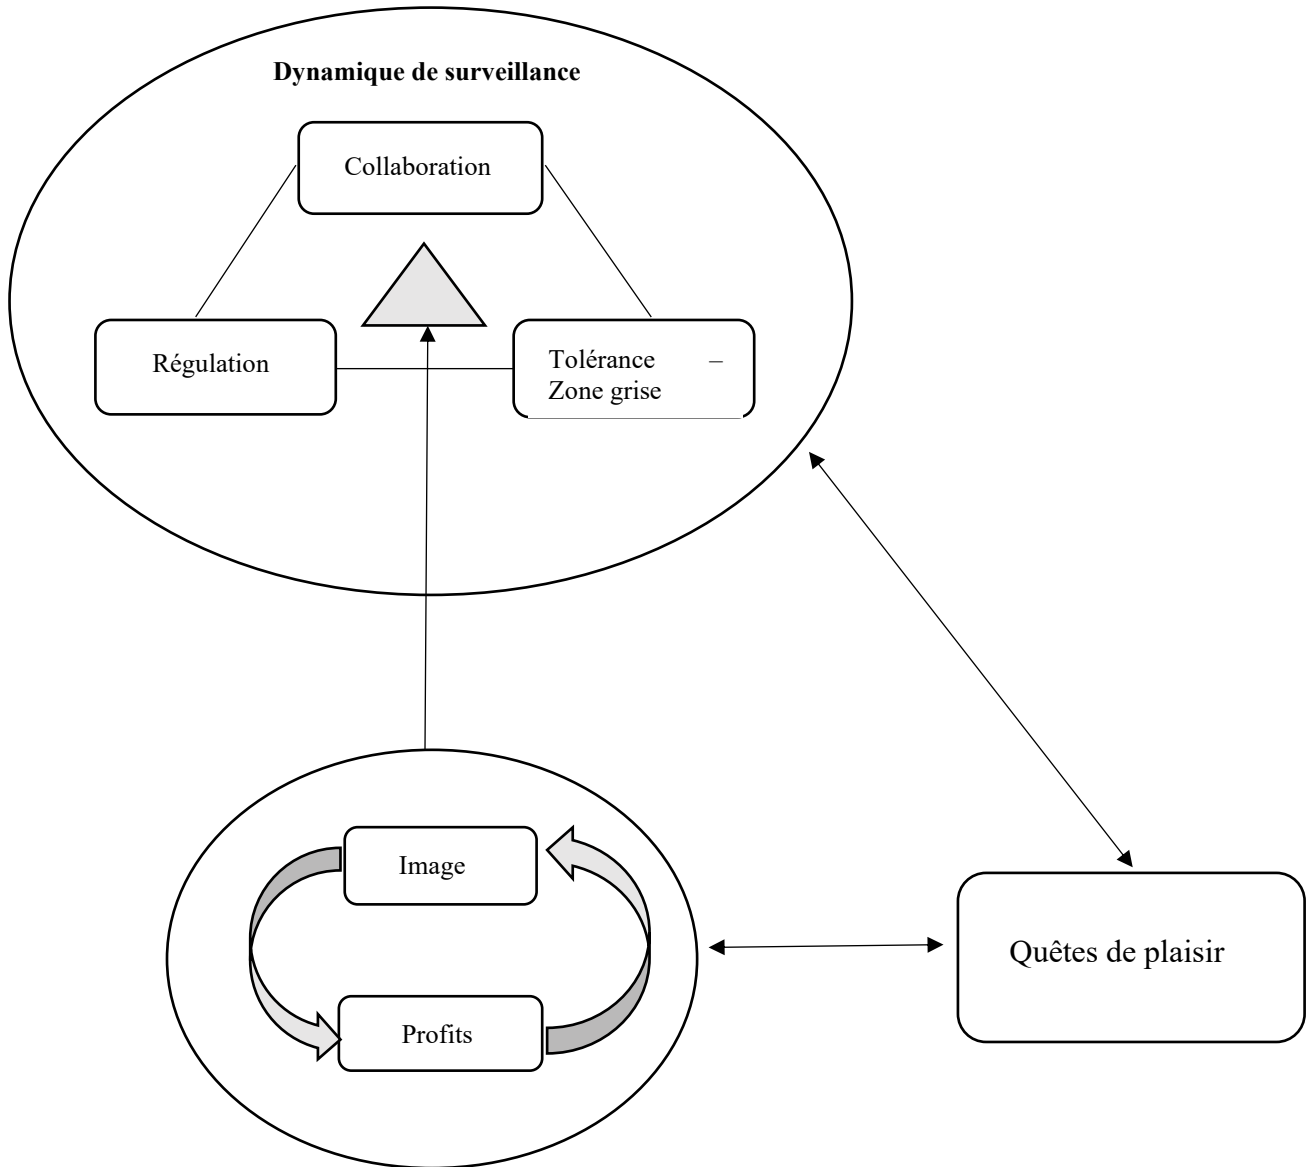 Dynamique de surveillance
Collaboration
Régulation
Tolérance –
Zone grise
Image
Quêtes de plaisir
Profits